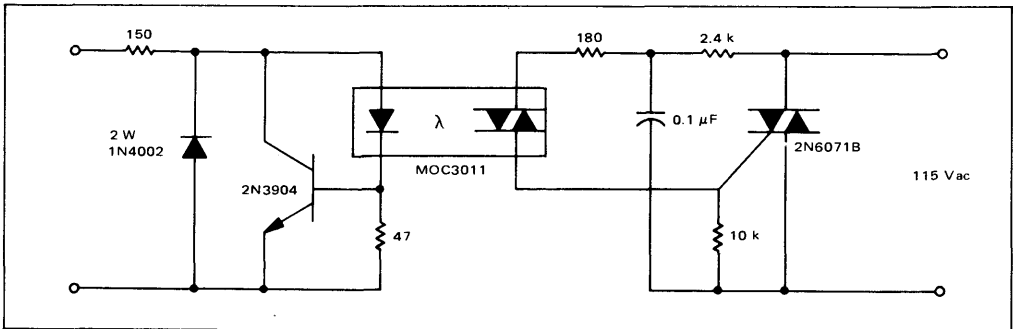 150
180
2.4 k
2 W
1N4002
λ
0.1 μF
MOC3011
2N6071B
115 Vac
2N3904
47
10 k